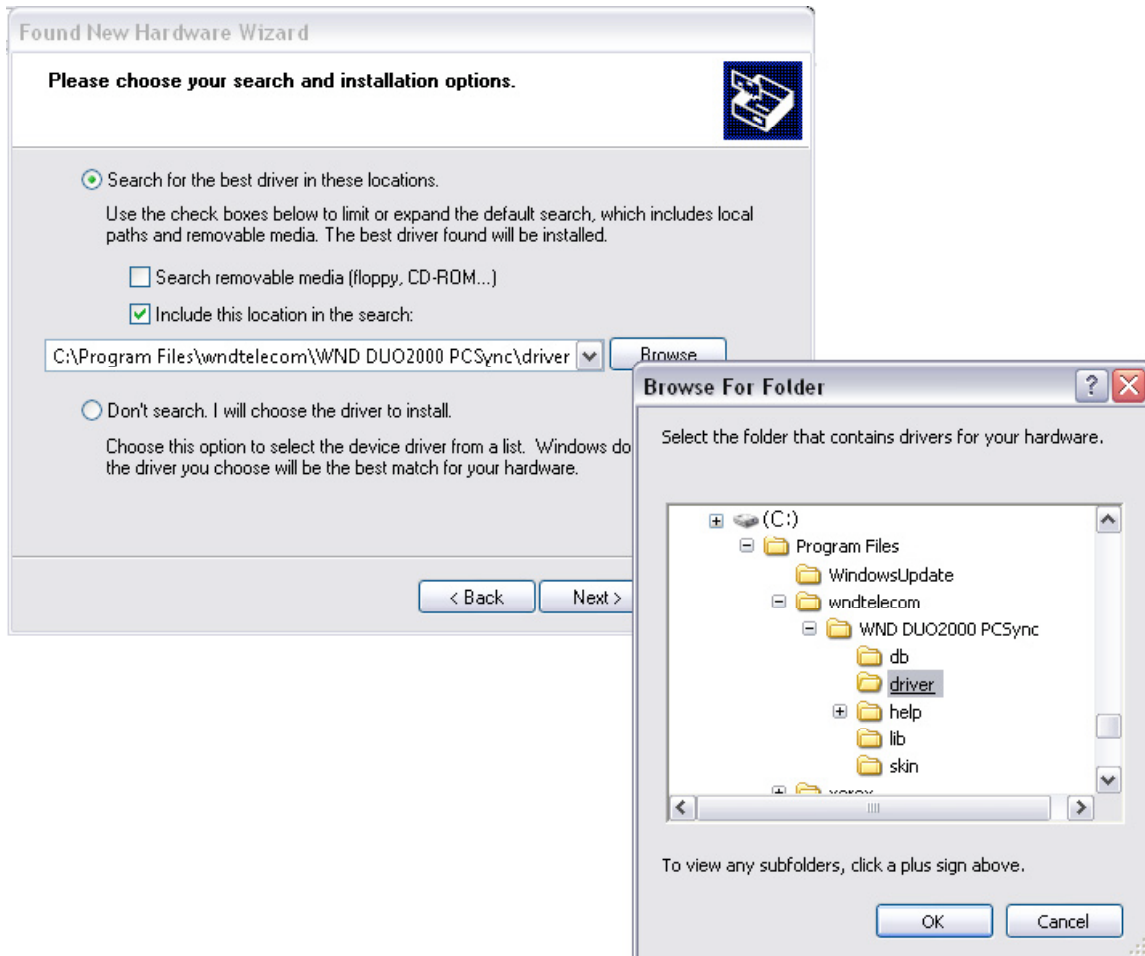 Found New Hardware Wizard
Please choose your search and installation options.
Search for the best driver in these locations.
Use the check boxes below to limit or expand the default search, which includes local
paths and removable media. The best driver found will be installed.
Search removable media (floppy, CD-ROM...)
Include this location in the search:
C:\Program Files\wndtelecom\WND DUO2000 PCSync\driver
Browse
Don't search. I will choose the driver to install.
Choose this option to select the device driver from a list. Windows do
the driver you choose will be the best match for your hardware.
< Back
Next >
Browse For Folder
Select the folder that contains drivers for your hardware.
(C:)
Program Files
WindowsUpdate
wndtelecom
WND DUO2000 PCSync
db
driver
help
lib
skin
xerox
To view any subfolders, click a plus sign above.
OK
Cancel